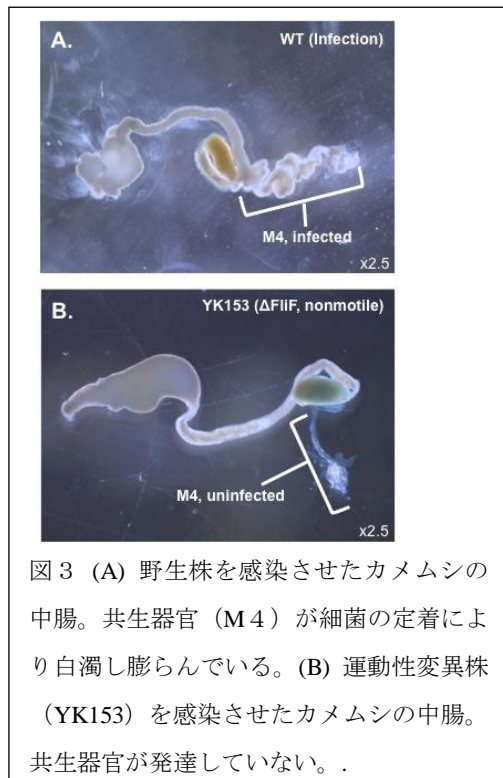 A.
WT (Infection)
M4, infected
x2.5
B.
YK153 (ΔFliF, nonmotile)
M4, uninfected
x2.5
図３ (A) 野生株を感染させたカメムシの
中腸。共生器官（M４）が細菌の定着によ
り白濁し膨らんでいる。(B) 運動性変異株
（YK153）を感染させたカメムシの中腸。
共生器官が発達していない。.